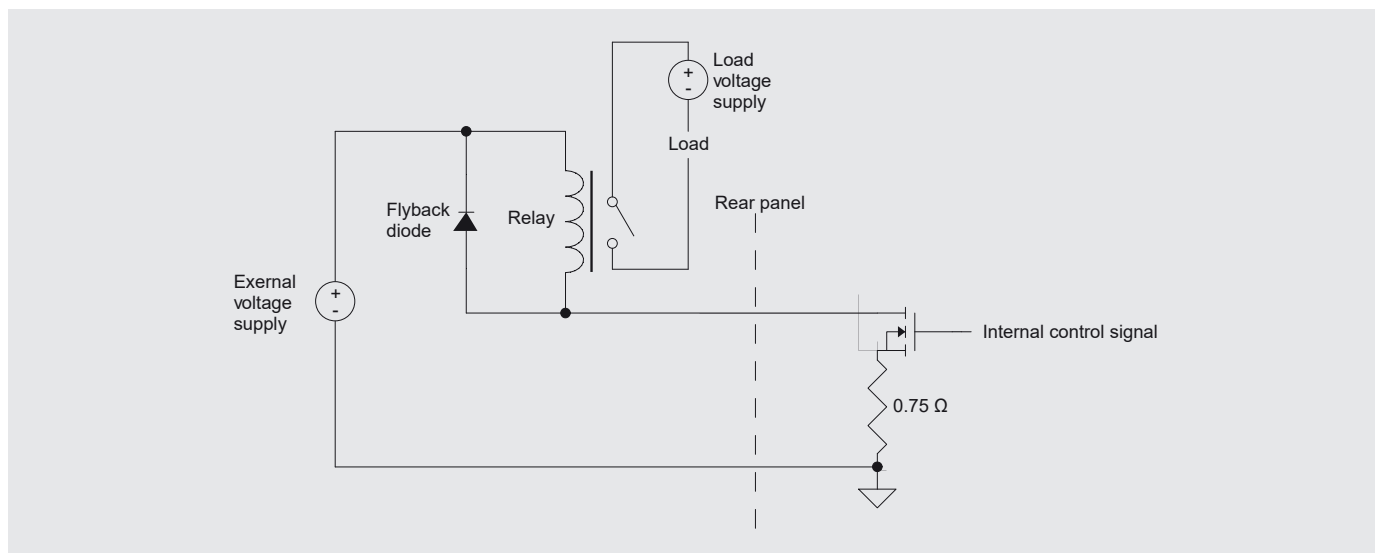 Load
voltage
supply
+
-
Load
Rear panel
Flyback
diode
Relay
Exernal
voltage
supply
+
-
Internal control signal
0.75 Ω